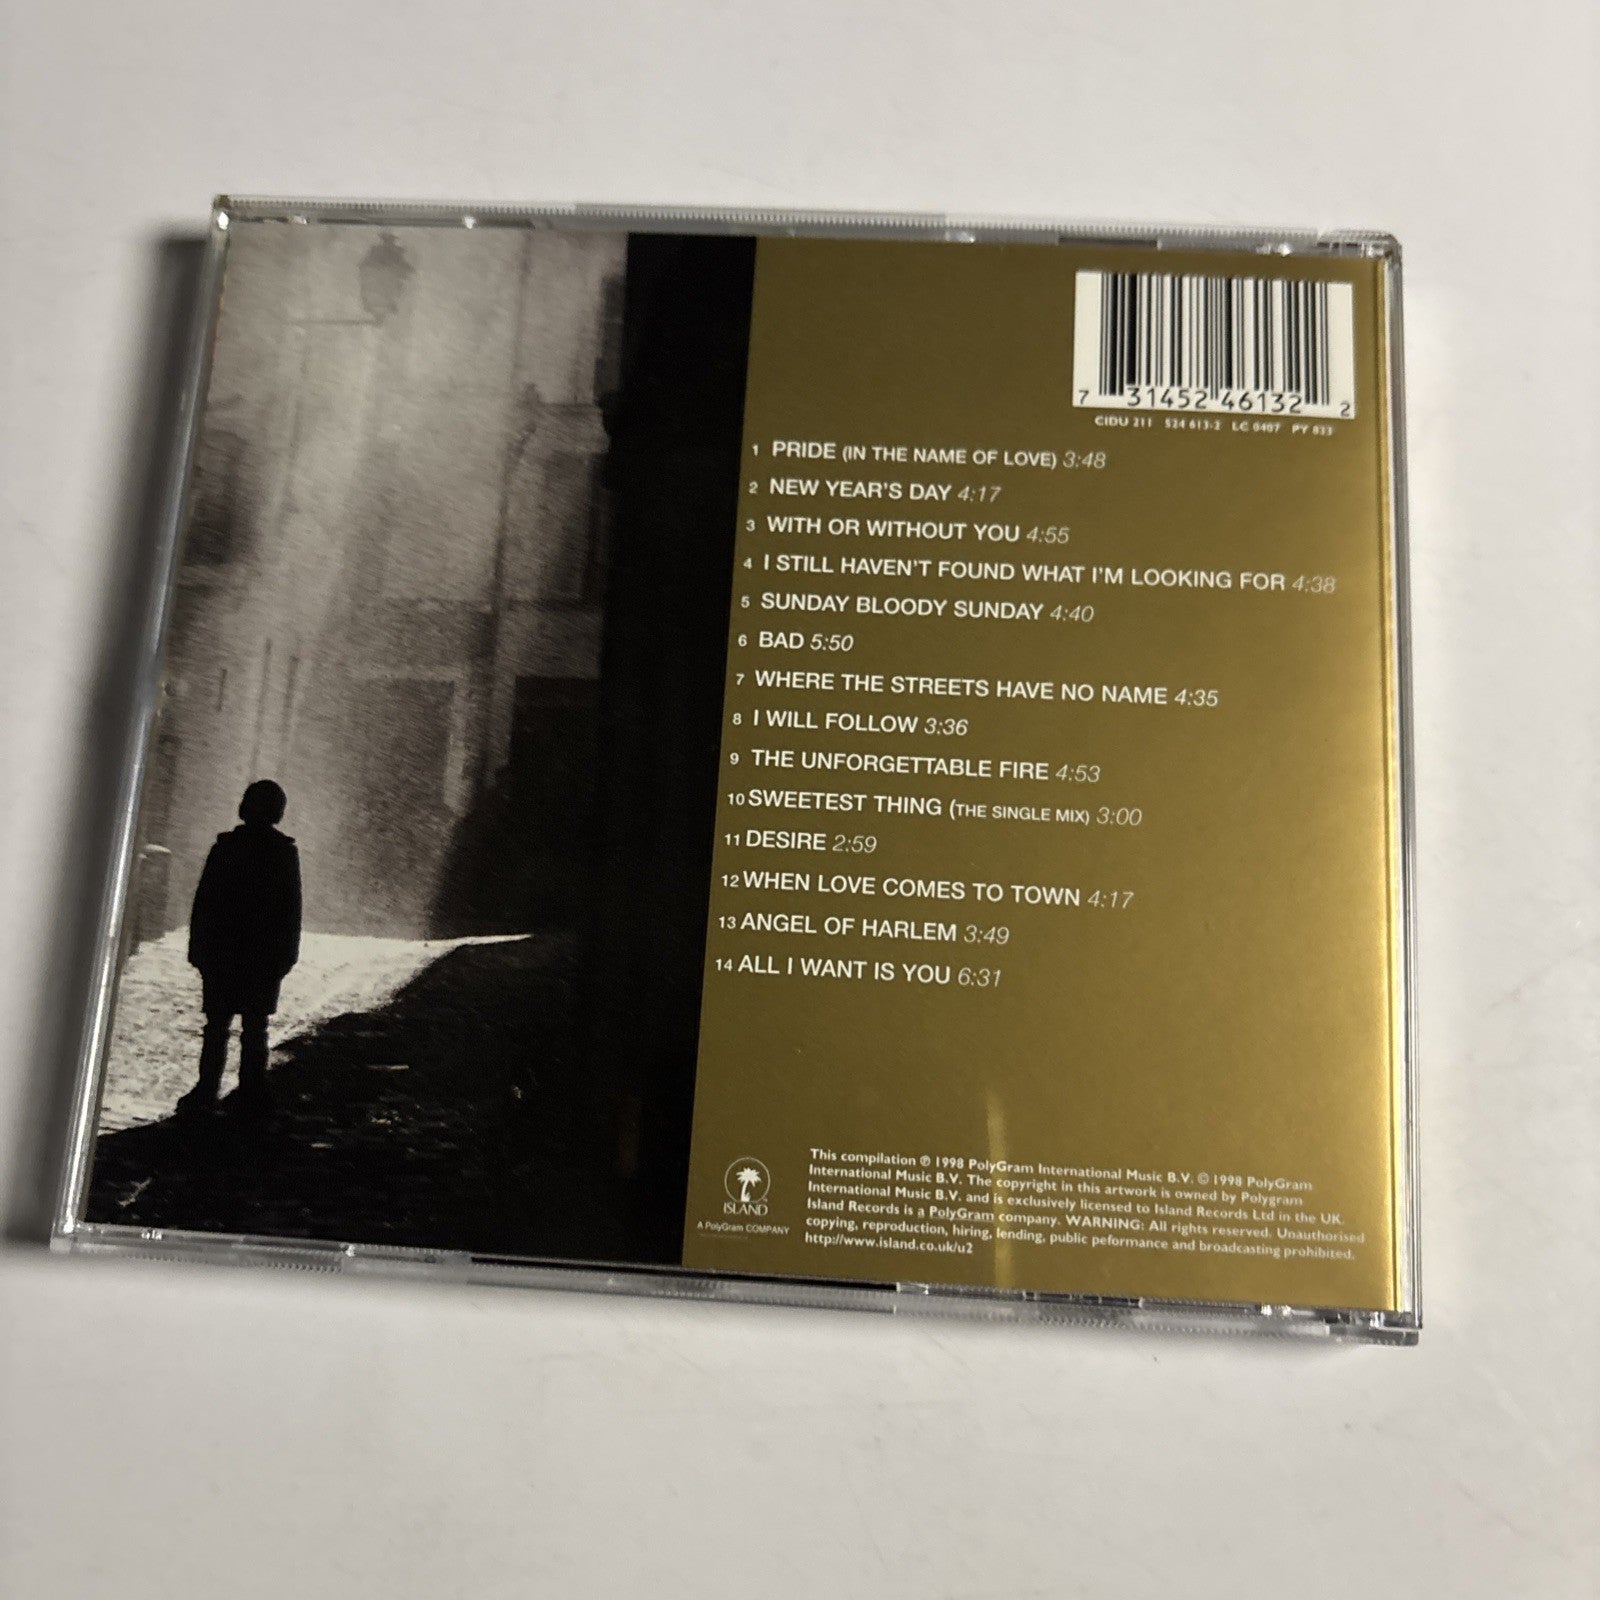 7 31452 46132 2
CIDU 211 524 613-2 LC 0407 PY 833
1 PRIDE (IN THE NAME OF LOVE) 3:48
2 NEW YEAR'S DAY 4:17
3 WITH OR WITHOUT YOU 4:55
4 I STILL HAVEN'T FOUND WHAT I'M LOOKING FOR 4:38
5 SUNDAY BLOODY SUNDAY 4:40
6 BAD 5:50
7 WHERE THE STREETS HAVE NO NAME 4:35
8 I WILL FOLLOW 3:36
9 THE UNFORGETTABLE FIRE 4:53
10 SWEETEST THING (THE SINGLE MIX) 3:00
11 DESIRE 2:59
12 WHEN LOVE COMES TO TOWN 4:17
13 ANGEL OF HARLEM 3:49
14 ALL I WANT IS YOU 6:31
ISLAND
A PolyGram COMPANY
This compilation ℗ 1998 PolyGram International Music B.V. © 1998 PolyGram
International Music B.V. The copyright in this artwork is owned by Polygram
International Music B.V. and is exclusively licensed to Island Records Ltd in the UK.
Island Records is a PolyGram company. WARNING: All rights reserved. Unauthorised
copying, reproduction, hiring, lending, public peformance and broadcasting prohibited.
http://www.island.co.uk/u2